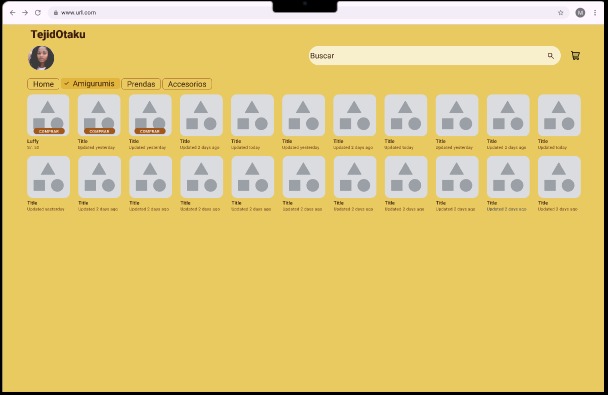 www.url.com
M
TejidOtaku
Buscar
Home Amigurumis Prendas Accesorios
COMPRAR COMPRAR COMPRAR
Luffy Title Title Title Title Title Title Title Title Title Title
Updated yesterday Updated yesterday Updated 2 days ago Updated today Updated yesterday Updated 2 days ago Updated today Updated yesterday Updated 2 days ago Updated today
Title Title Title Title Title Title Title Title Title Title Title
Updated yesterday Updated 2 days ago Updated 2 days ago Updated 2 days ago Updated 2 days ago Updated 2 days ago Updated 2 days ago Updated 2 days ago Updated 2 days ago Updated 2 days ago Updated 2 days ago